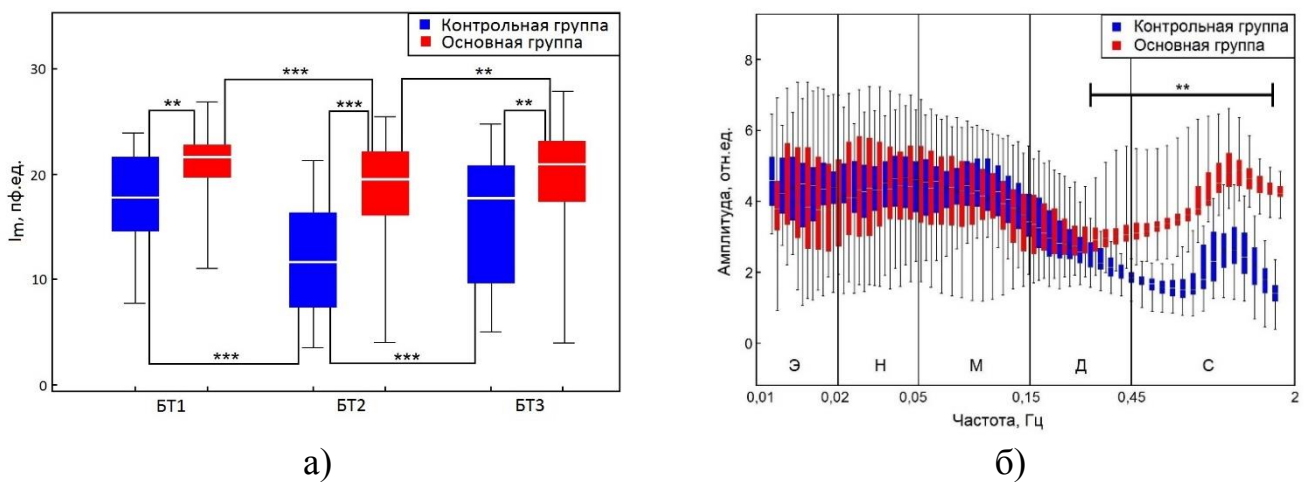 Контрольная группа
Основная группа
Im, пф.ед.
30
20
10
0
**
***
**
***
**
***
***
БТ1
БТ2
БТ3
а)
Контрольная группа
Основная группа
Амплитуда, отн.ед.
8
6
4
2
0
**
Э
Н
М
Д
С
0,01
0,02
0,05
0,15
0,45
2
Частота, Гц
б)